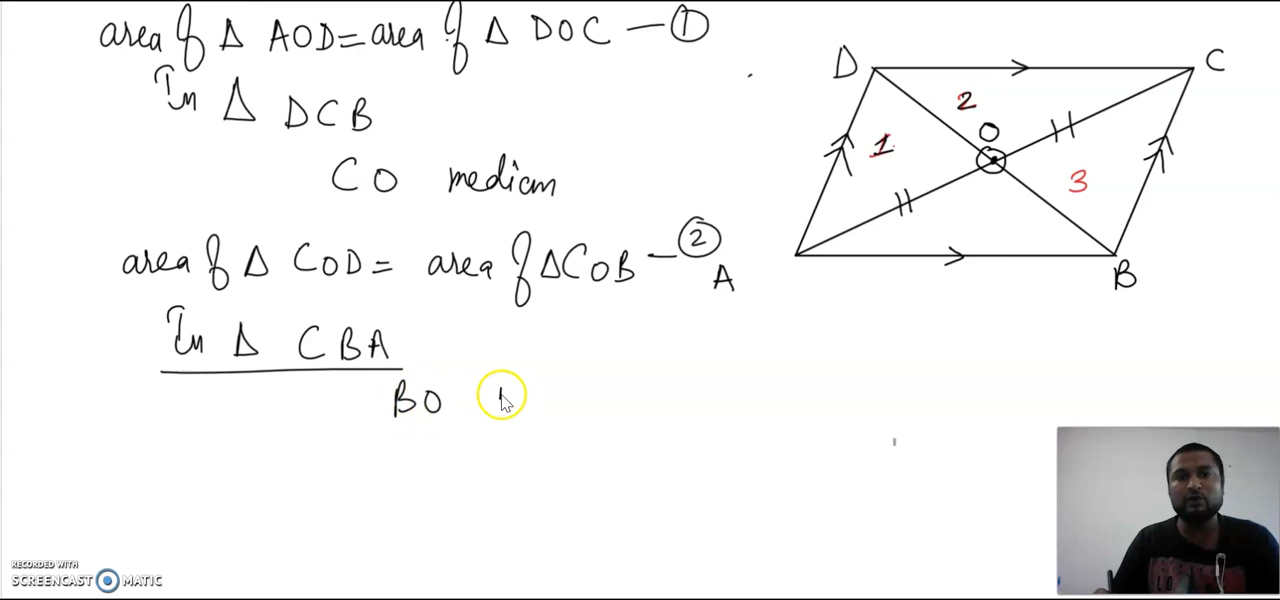 area of Δ AOD = area of Δ DOC — ①
In Δ DCB
CO median
area of Δ COD = area of Δ COB — ②
In Δ CBA
BO
D
C
2
O
1
3
A
B
RECORDED WITH
SCREENCAST MATIC